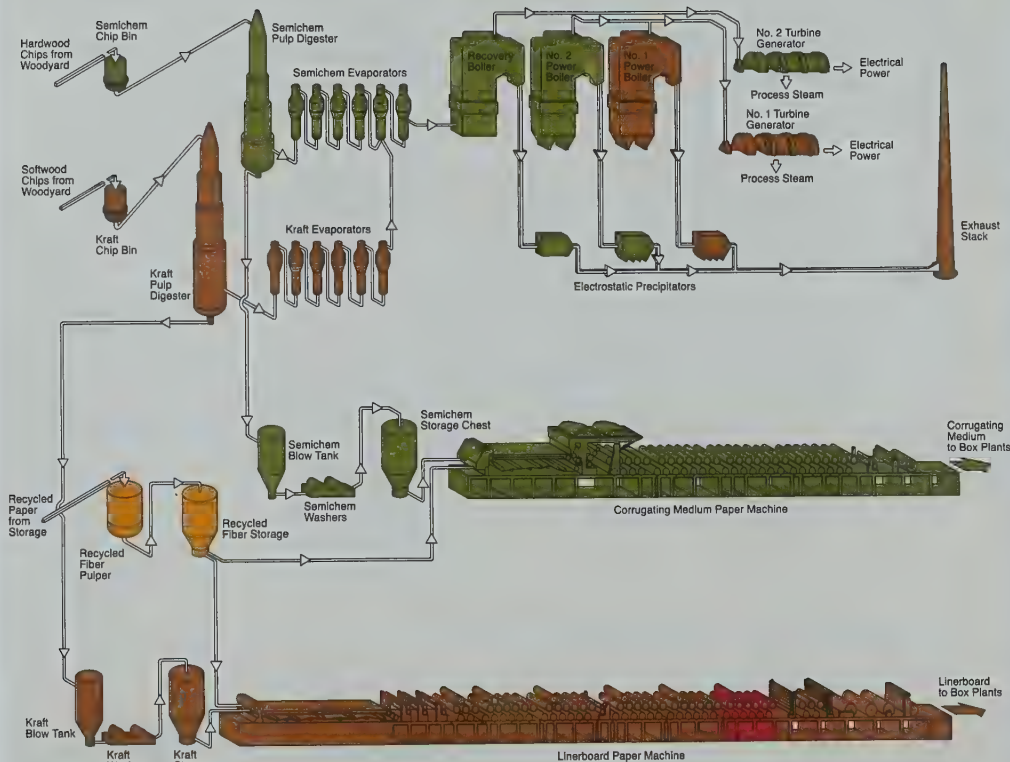 Semichem
Chip Bin
Hardwood
Chips from
Woodyard
Semichem
Pulp Digester
Semichem Evaporators
Recovery
Boiler
No. 2
Power
Boiler
No. 1
Power
Boiler
No. 2 Turbine
Generator
Electrical
Power
Process Steam
No. 1 Turbine
Generator
Electrical
Power
Process Steam
Softwood
Chips from
Woodyard
Kraft
Chip Bin
Kraft Evaporators
Kraft
Pulp
Digester
Electrostatic Precipitators
Exhaust
Stack
Semichem
Blow Tank
Semichem
Storage Chest
Semichem
Washers
Corrugating
Medium
to Box Plants
Corrugating Medium Paper Machine
Recycled
Paper
from
Storage
Recycled
Fiber
Pulper
Recycled
Fiber Storage
Kraft
Blow Tank
Kraft
Kraft
Linerboard
to Box Plants
Linerboard Paper Machine